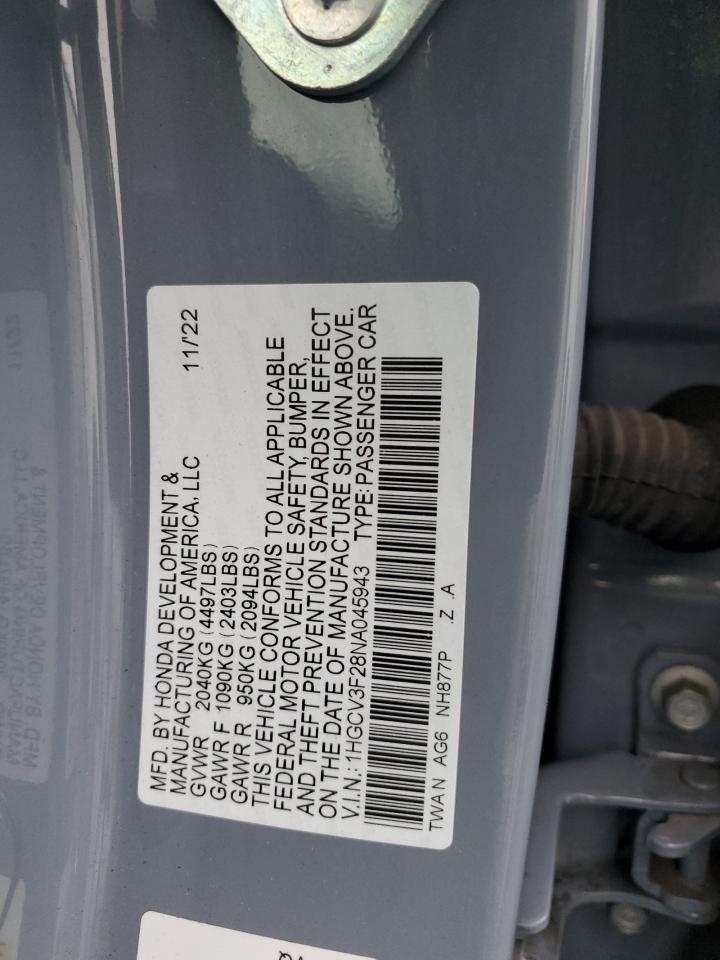 MFD. BY HONDA DEVELOPMENT &
MANUFACTURING OF AMERICA, LLC 11/'22
GVWR 2040KG (4497LBS)
GAWR F 1090KG (2403LBS)
GAWR R 950KG (2094LBS)
THIS VEHICLE CONFORMS TO ALL APPLICABLE
FEDERAL MOTOR VEHICLE SAFETY, BUMPER,
AND THEFT PREVENTION STANDARDS IN EFFECT
ON THE DATE OF MANUFACTURE SHOWN ABOVE.
V.I.N.: 1HGCV3F28NA045943 TYPE: PASSENGER CAR
TWA N AG6 NH877P .Z .A